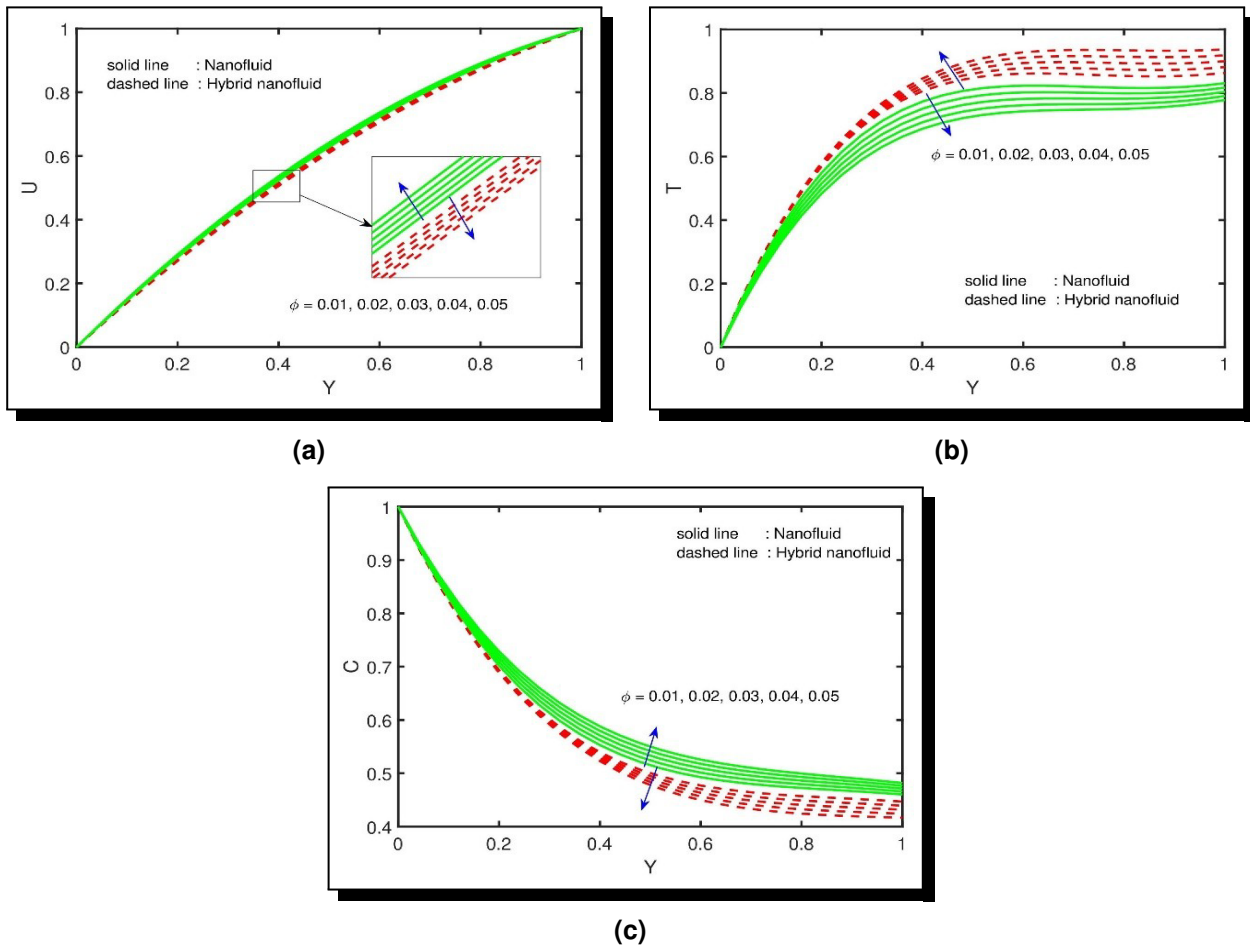 1
0.8
0.6
0.4
0.2
0
U
solid line : Nanofluid
dashed line : Hybrid nanofluid
ϕ = 0.01, 0.02, 0.03, 0.04, 0.05
0 0.2 0.4 0.6 0.8 1
Y
(a)
1
0.8
0.6
0.4
0.2
0
T
ϕ = 0.01, 0.02, 0.03, 0.04, 0.05
solid line : Nanofluid
dashed line : Hybrid nanofluid
0 0.2 0.4 0.6 0.8 1
Y
(b)
1
0.9
0.8
0.7
0.6
0.5
0.4
C
solid line : Nanofluid
dashed line : Hybrid nanofluid
ϕ = 0.01, 0.02, 0.03, 0.04, 0.05
0 0.2 0.4 0.6 0.8 1
Y
(c)